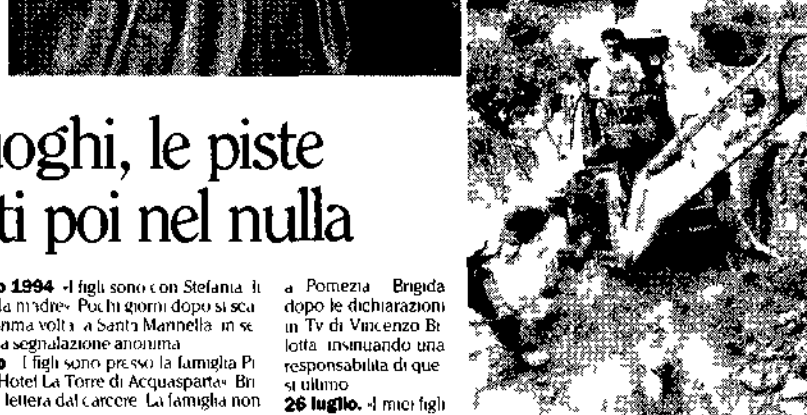 oghi, le piste
ti poi nel nulla
o 1994 «I figli sono con Stefania. li
la madre» Pochi giorni dopo si sca
rima volta a Santa Marinella in se
a segnalazione anonima
o I figli sono presso la famiglia Pi
Hotel La Torre di Acquasparta» Bri
lettera dal carcere. La famiglia non
a Pomezia Brigida
dopo le dichiarazioni
in Tv di Vincenzo Bi
lotta insinuando una
responsabilità di que
st ultimo
26 luglio. «I miei figli